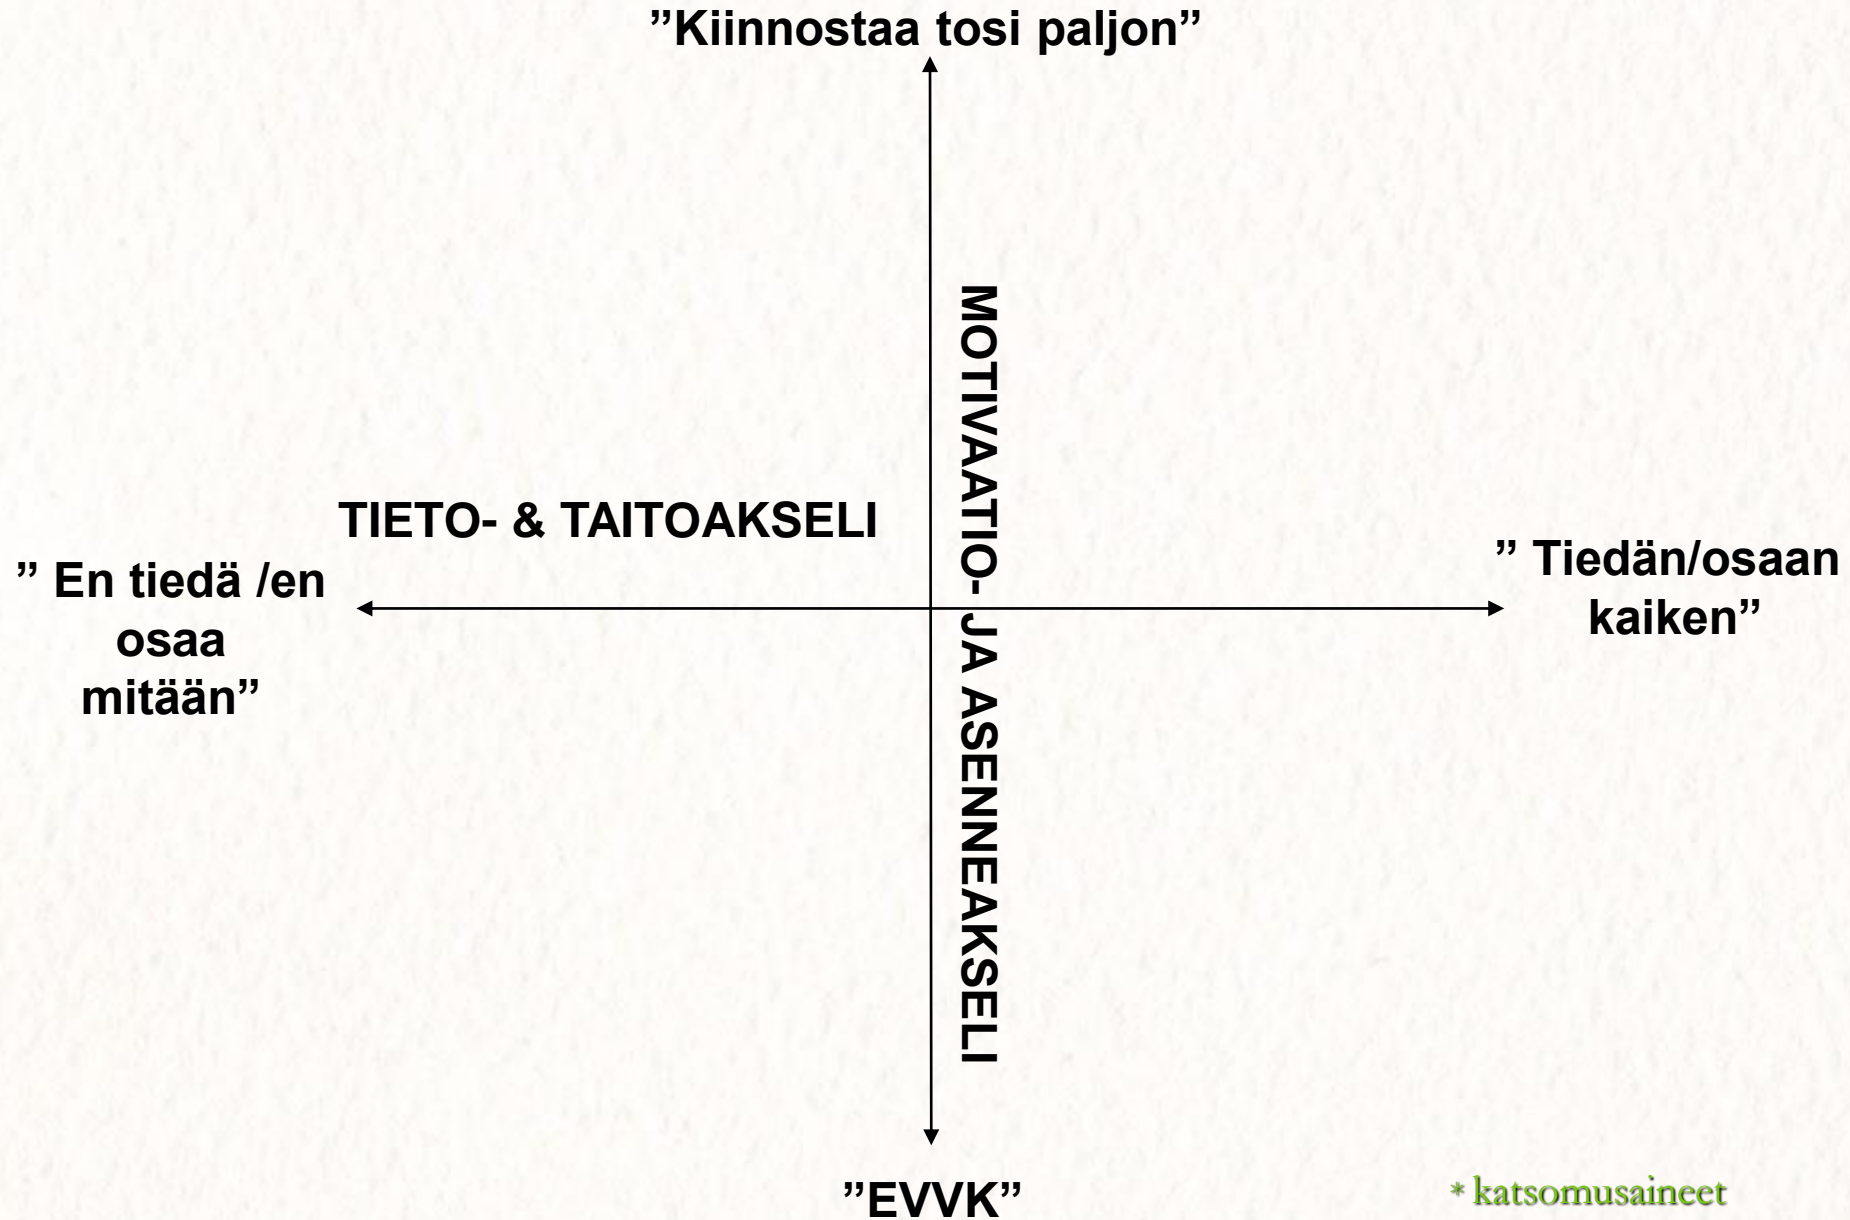 ”Kiinnostaa tosi paljon”
MOTIVAATIO- JA ASENNEAKSELI
TIETO- & TAITOAKSELI
” En tiedä /en
osaa
mitään”
” Tiedän/osaan
kaiken”
”EVVK”
* katsomusaineet